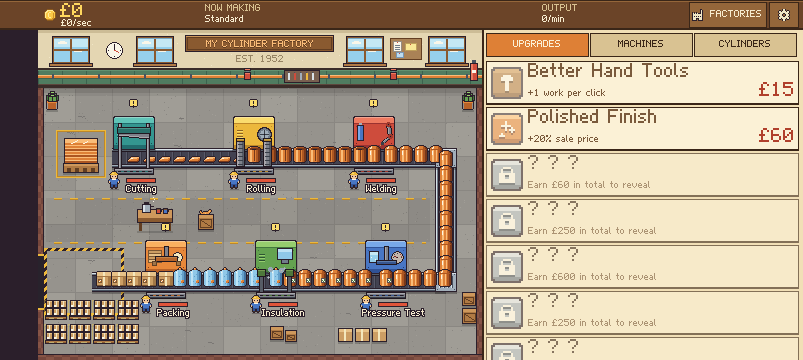 £0
£0/sec
NOW MAKING
Standard
OUTPUT
0/min
FACTORIES
MY CYLINDER FACTORY
EST. 1952
Cutting
Rolling
Welding
Packing
Insulation
Pressure Test
UPGRADES
MACHINES
CYLINDERS
Better Hand Tools
+1 work per click
£15
Polished Finish
+20% sale price
£60
? ? ?
Earn £60 in total to reveal
? ? ?
Earn £250 in total to reveal
? ? ?
Earn £600 in total to reveal
? ? ?
Earn £250 in total to reveal
? ? ?